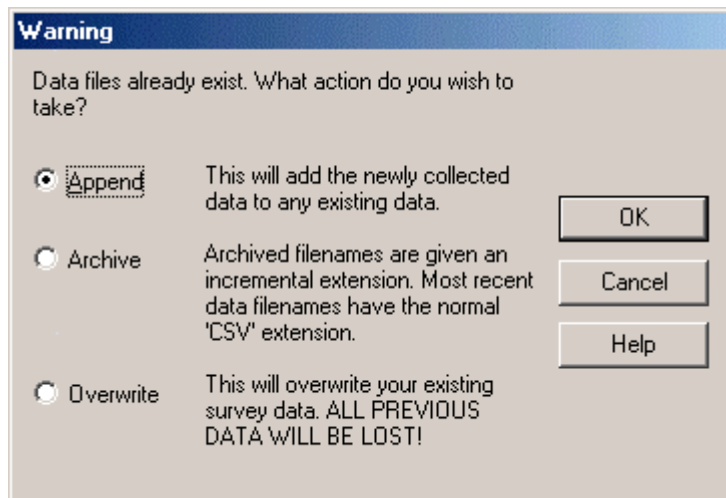 Warning
Data files already exist. What action do you wish to
take?
Append
This will add the newly collected
data to any existing data.
Archive
Archived filenames are given an
incremental extension. Most recent
data filenames have the normal
'CSV' extension.
Overwrite
This will overwrite your existing
survey data. ALL PREVIOUS
DATA WILL BE LOST!
OK
Cancel
Help